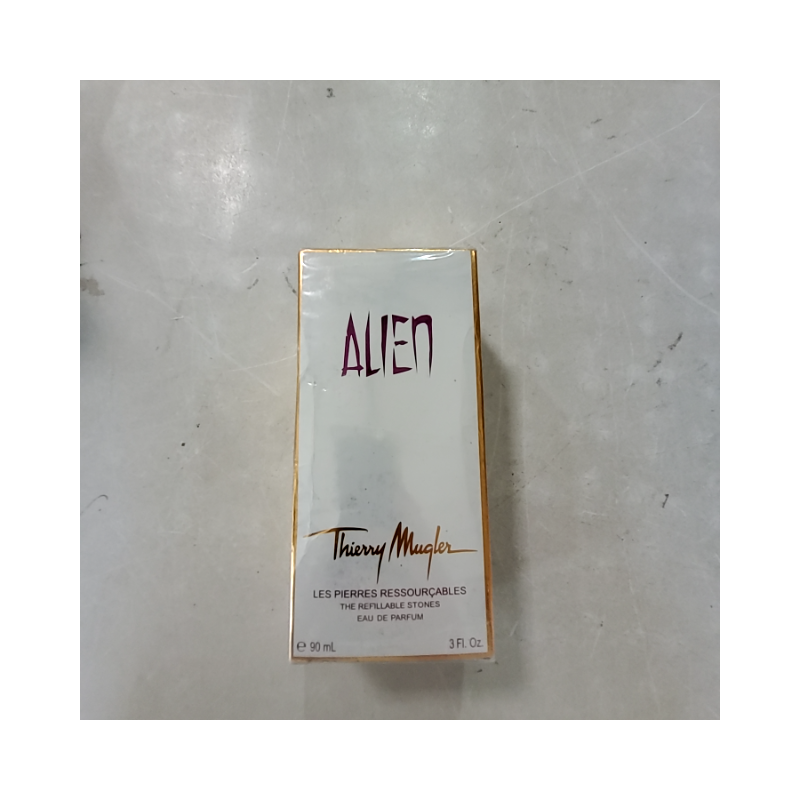 ALIEN
Thierry Mugler
LES PIERRES RESSOURÇABLES
THE REFILLABLE STONES
EAU DE PARFUM
℮ 90 mL 3 Fl. Oz.